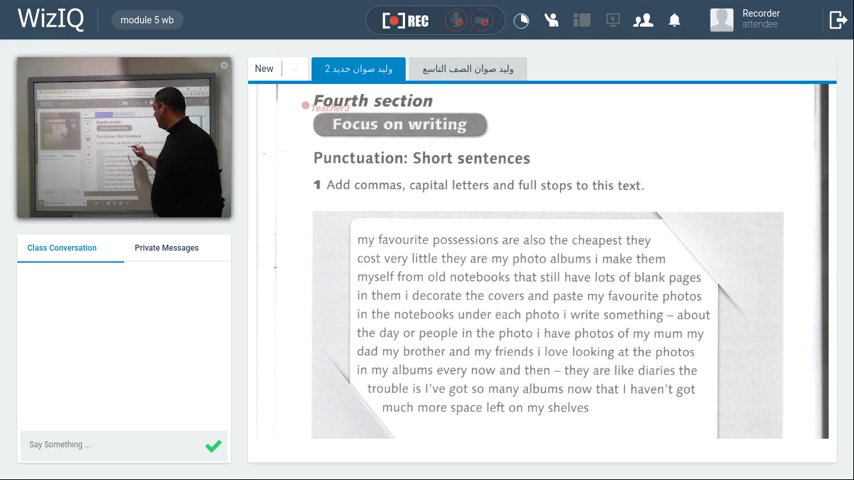 WizIQ
module 5 wb
REC
Recorder
attendee
New
وليد صوان جديد 2
وليد صوان الصف التاسع
Fourth section
Teacher5
Focus on writing
Punctuation: Short sentences
1 Add commas, capital letters and full stops to this text.
my favourite possessions are also the cheapest they
cost very little they are my photo albums i make them
myself from old notebooks that still have lots of blank pages
in them i decorate the covers and paste my favourite photos
in the notebooks under each photo i write something – about
the day or people in the photo i have photos of my mum my
dad my brother and my friends i love looking at the photos
in my albums every now and then – they are like diaries the
trouble is I've got so many albums now that I haven't got
much more space left on my shelves
Class Conversation
Private Messages
Say Something ...